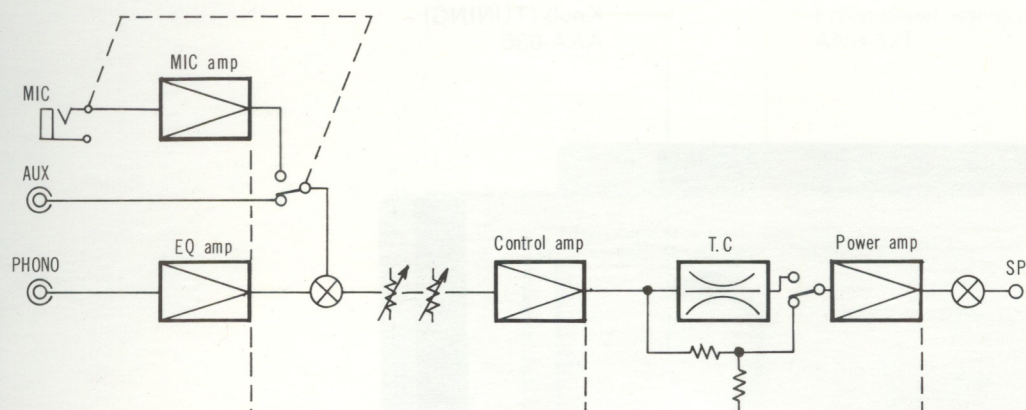 MIC amp
MIC
AUX
EQ amp
PHONO
Control amp
T.C
Power amp
SP